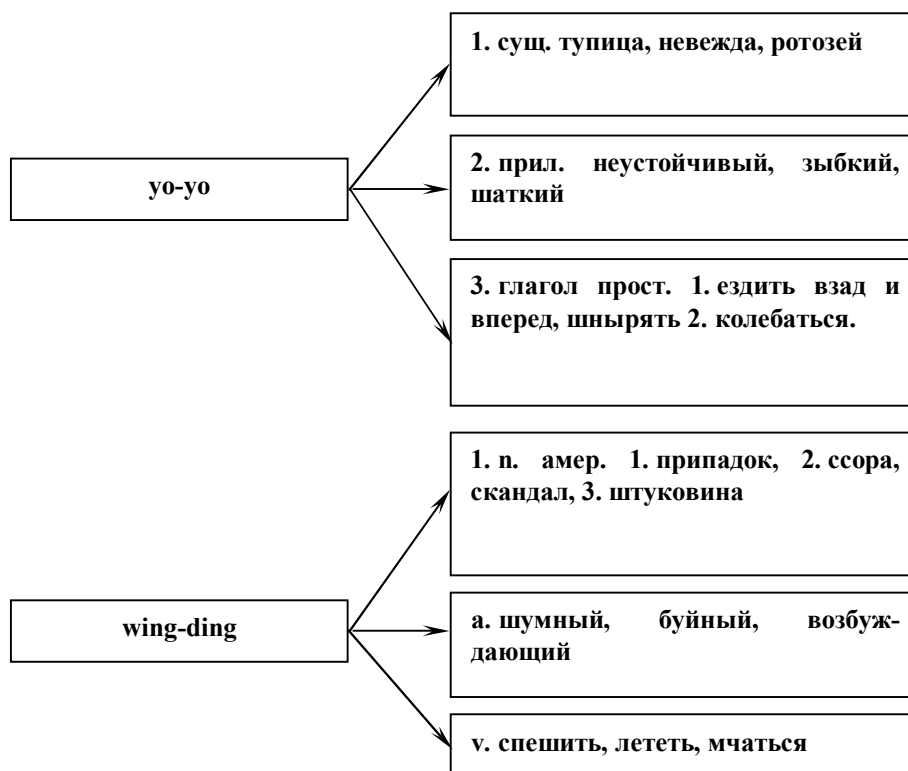 1. сущ. тупица, невежда, ротозей
yo-yo
2. прил. неустойчивый, зыбкий,
шаткий
3. глагол прост. 1. ездить взад и
вперед, шнырять 2. колебаться.
1. n. амер. 1. припадок, 2. ссора,
скандал, 3. штуковина
wing-ding
a. шумный, буйный, возбуж-
дающий
v. спешить, лететь, мчаться